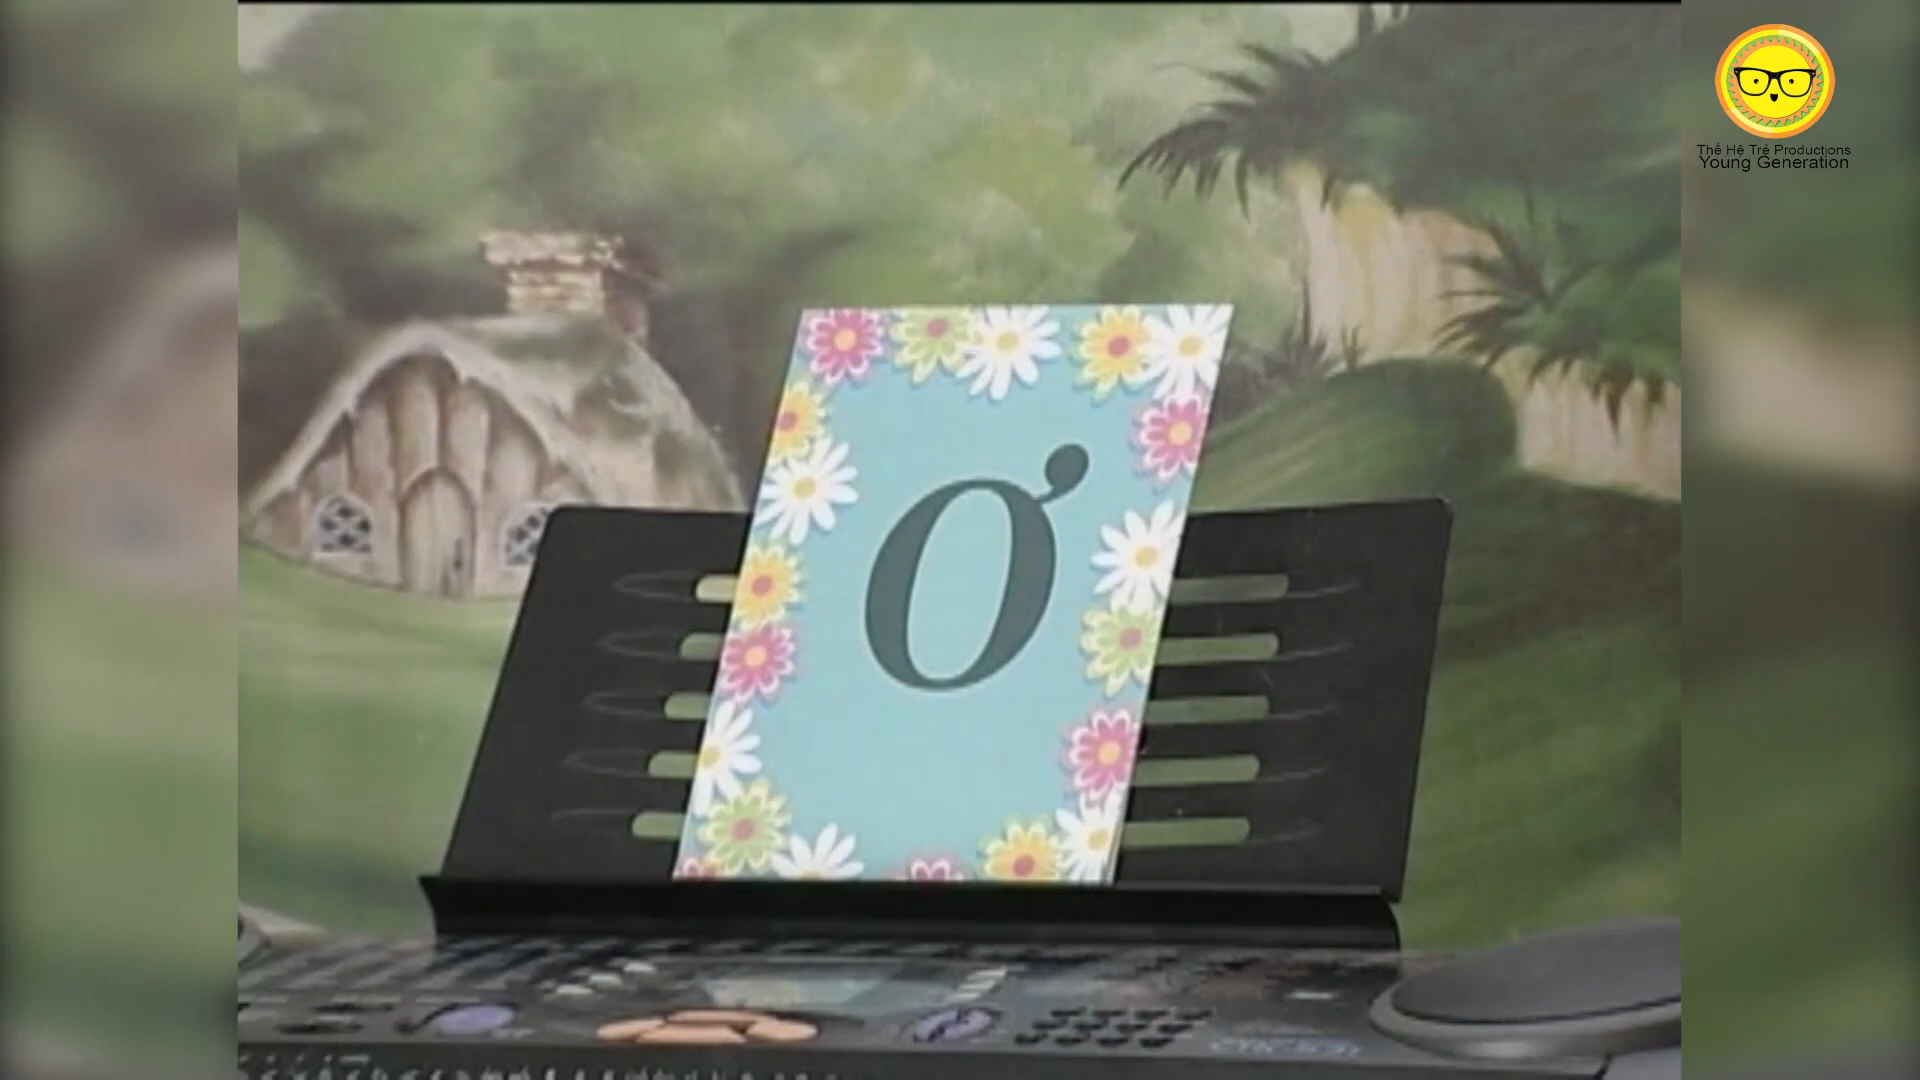 Thế Hệ Trẻ Productions
Young Generation
ơ